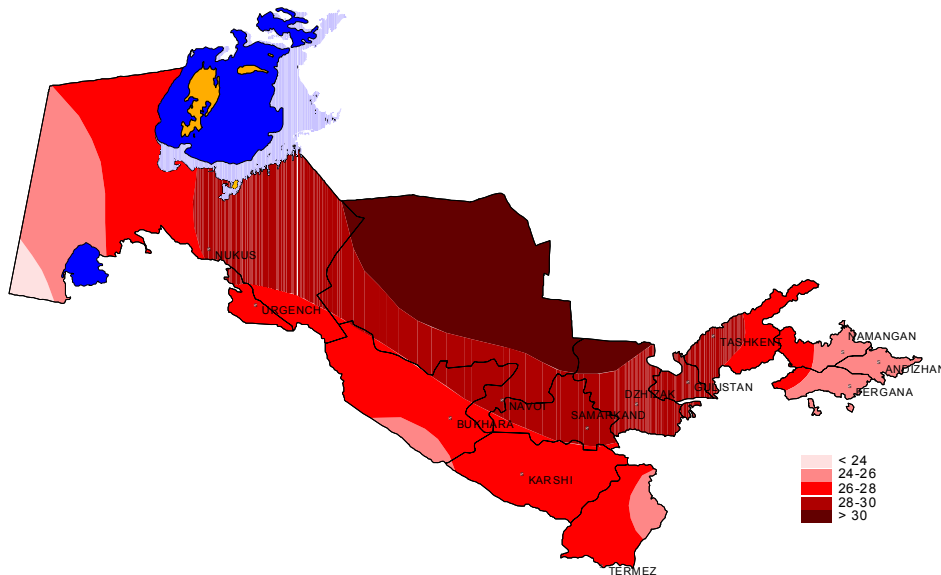 NUKUS
URGENCH
TASHKENT
NAMANGAN
ANDIZHAN
GULISTAN
DZHIZAK
FERGANA
NAVOI
SAMARKAND
BUKHARA
KARSHI
TERMEZ
< 24
24-26
26-28
28-30
> 30